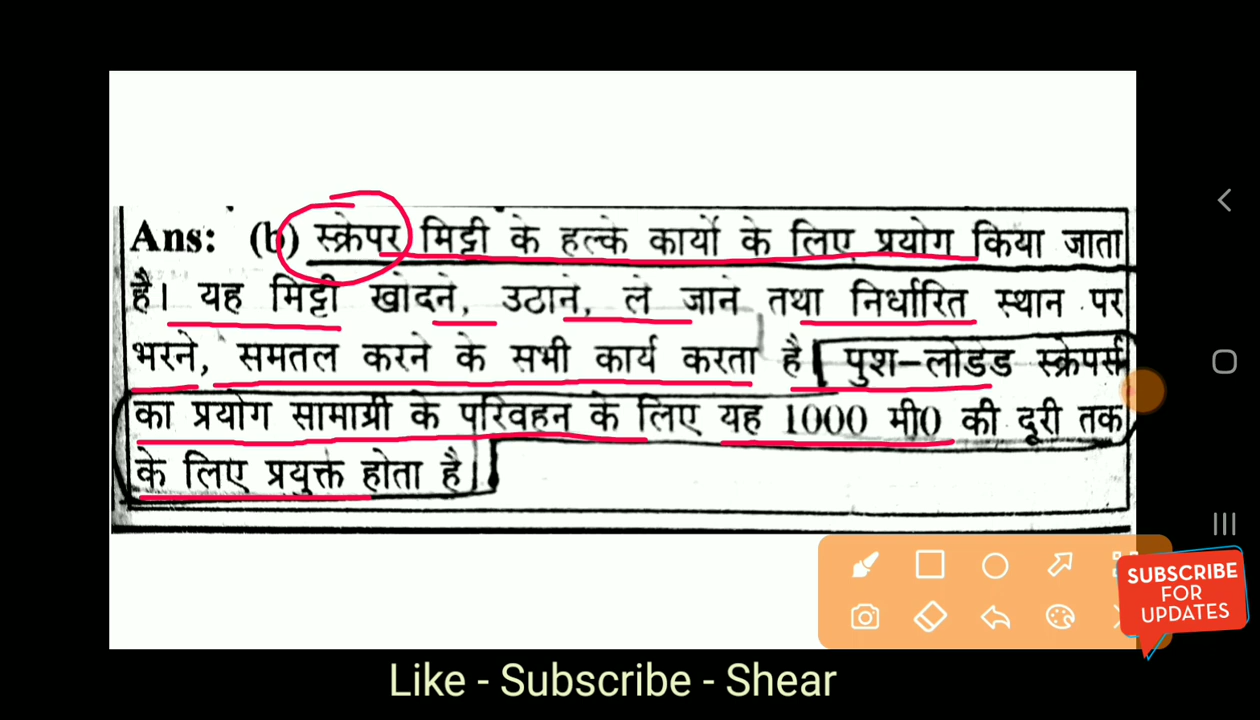 Ans: (b) स्क्रेपर मिट्टी के हल्के कार्यों के लिए प्रयोग किया जाता
है। यह मिट्टी खोदने, उठाने, ले जाने तथा निर्धारित स्थान पर
भरने, समतल करने के सभी कार्य करता है। पुश-लोडेड स्क्रेपर्स
का प्रयोग सामाग्री के परिवहन के लिए यह 1000 मी0 की दूरी तक
के लिए प्रयुक्त होता है।
SUBSCRIBE
FOR
UPDATES
Like - Subscribe - Shear